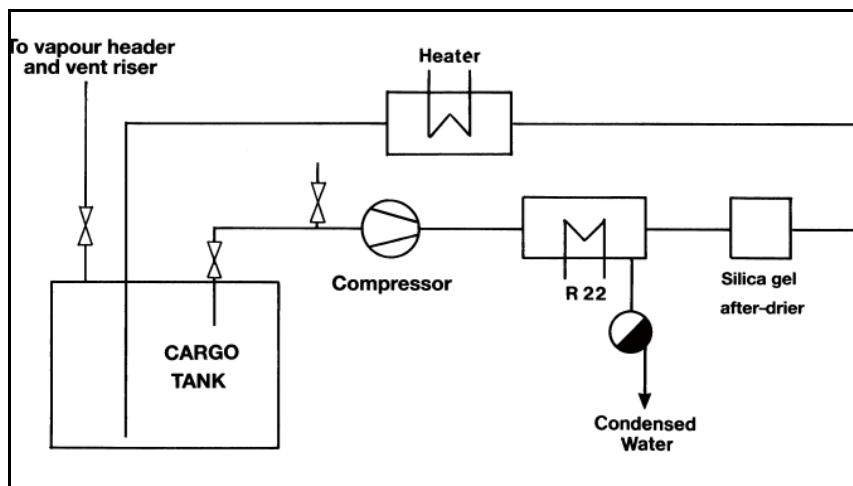 To vapour header
and vent riser
Heater
Compressor
R 22
Silica gel
after-drier
CARGO
TANK
Condensed
Water